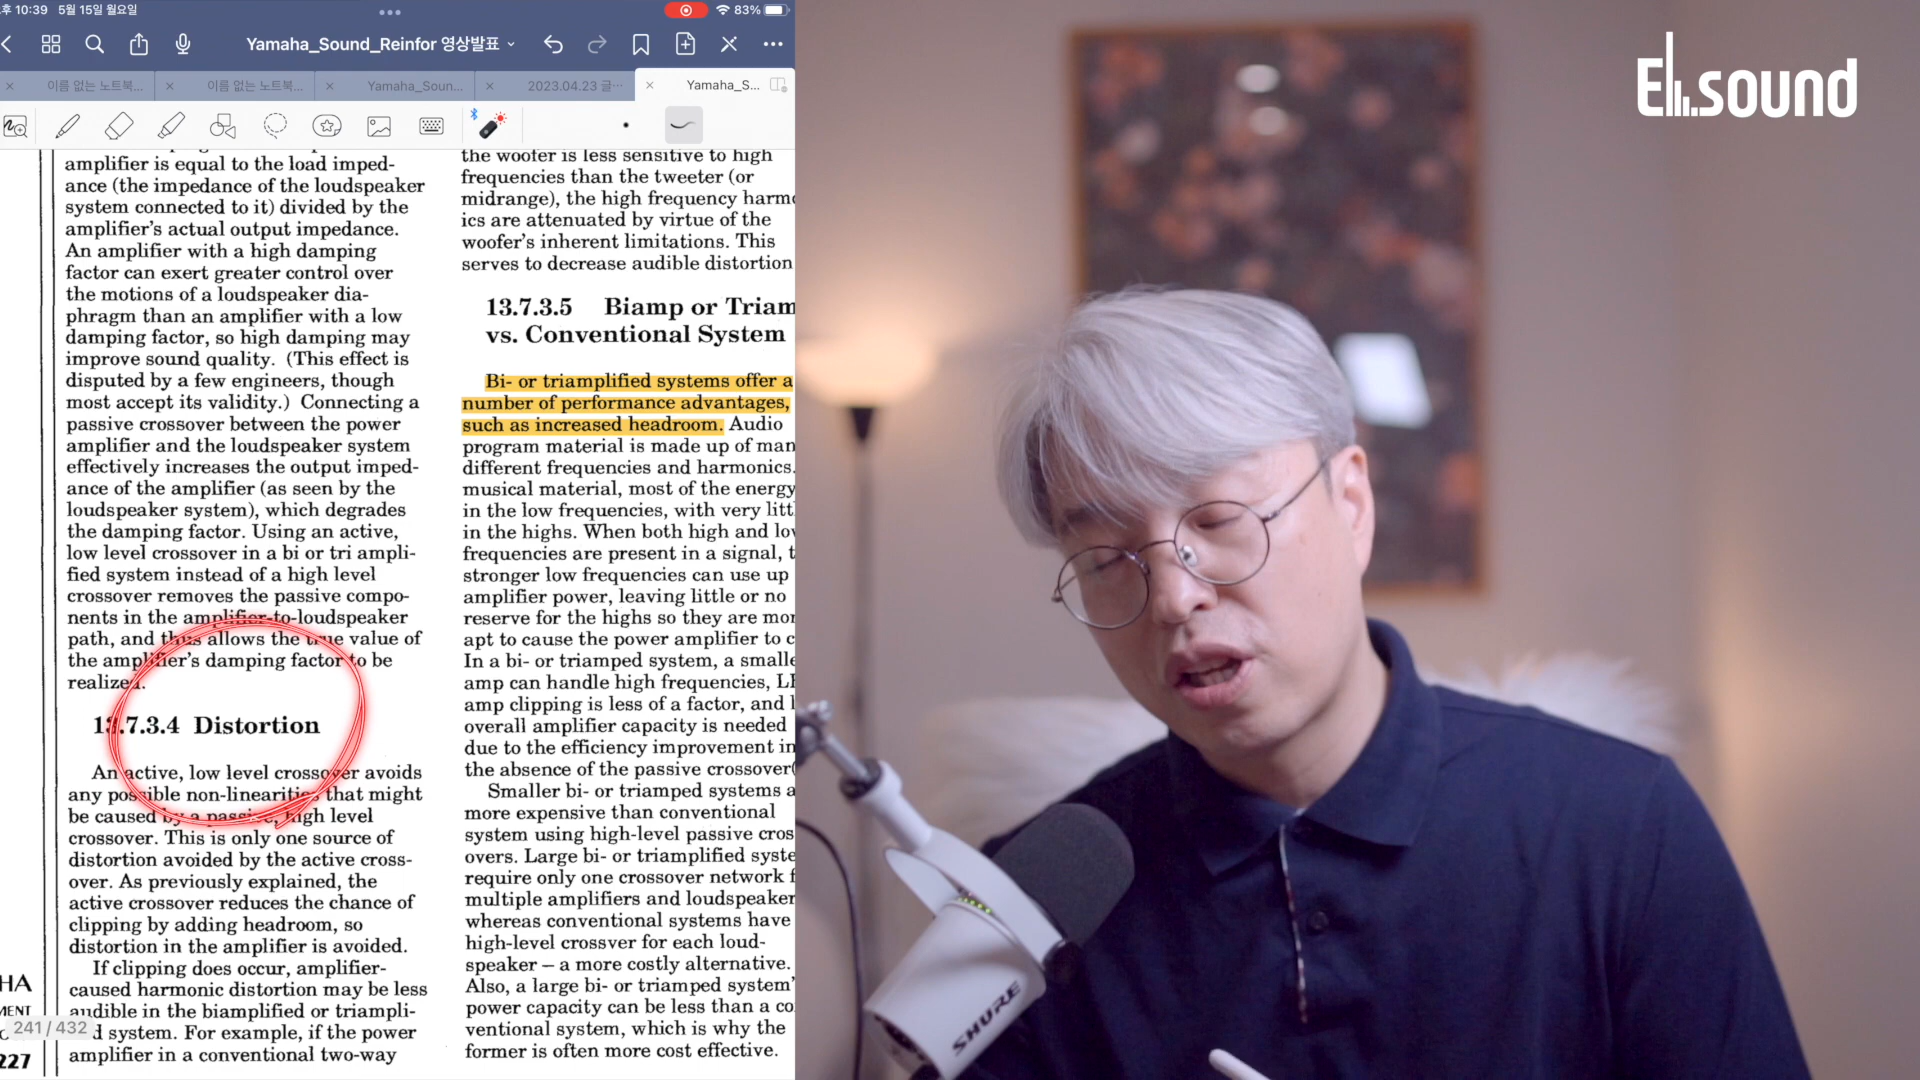 10:39 5월 15일 월요일
83%
Yamaha_Sound_Reinfor 영상발표
이름 없는 노트북...
이름 없는 노트북...
Yamaha_Soun...
2023.04.23
Yamaha_S...
amplifier is equal to the load imped-
ance (the impedance of the loudspeaker
system connected to it) divided by the
amplifier's actual output impedance.
An amplifier with a high damping
factor can exert greater control over
the motions of a loudspeaker dia-
phragm than an amplifier with a low
damping factor, so high damping may
improve sound quality. (This effect is
disputed by a few engineers, though
most accept its validity.) Connecting a
passive crossover between the power
amplifier and the loudspeaker system
effectively increases the output imped-
ance of the amplifier (as seen by the
loudspeaker system), which degrades
the damping factor. Using an active,
low level crossover in a bi or tri ampli-
fied system instead of a high level
crossover removes the passive compo-
nents in the amplifier-to-loudspeaker
path, and thus allows the true value of
the amplifier's damping factor to be
realized.
13.7.3.4 Distortion
An active, low level crossover avoids
any possible non-linearities that might
be caused by a passive, high level
crossover. This is only one source of
distortion avoided by the active cross-
over. As previously explained, the
active crossover reduces the chance of
clipping by adding headroom, so
distortion in the amplifier is avoided.
If clipping does occur, amplifier-
caused harmonic distortion may be less
audible in the biamplified or triampli-
system. For example, if the power
amplifier in a conventional two-way
the woofer is less sensitive to high
frequencies than the tweeter (or
midrange), the high frequency harmo
ics are attenuated by virtue of the
woofer's inherent limitations. This
serves to decrease audible distortion
13.7.3.5 Biamp or Triam
vs. Conventional System
Bi- or triamplified systems offer a
number of performance advantages,
such as increased headroom. Audio
program material is made up of man
different frequencies and harmonics.
musical material, most of the energy
in the low frequencies, with very litt
in the highs. When both high and lov
frequencies are present in a signal, t
stronger low frequencies can use up
amplifier power, leaving little or no
reserve for the highs so they are mor
apt to cause the power amplifier to c
In a bi- or triamped system, a smalle
amp can handle high frequencies, LF
amp clipping is less of a factor, and l
overall amplifier capacity is needed
due to the efficiency improvement in
the absence of the passive crossover(
Smaller bi- or triamped systems a
more expensive than conventional
system using high-level passive cros
overs. Large bi- or triamplified syste
require only one crossover network f
multiple amplifiers and loudspeaker
whereas conventional systems have
high-level crossver for each loud-
speaker – a more costly alternative.
Also, a large bi- or triamped system'
power capacity can be less than a co
ventional system, which is why the
former is often more cost effective.
HA
MENT
241 / 432
227
El.sound
SHURE